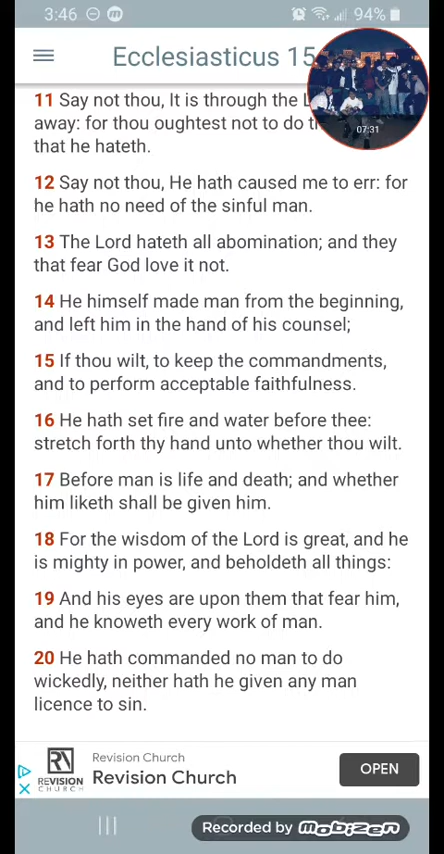 3:46
94%
Ecclesiasticus 15
07:31
11 Say not thou, It is through the
away: for thou oughtest not to do
that he hateth.
12 Say not thou, He hath caused me to err: for
he hath no need of the sinful man.
13 The Lord hateth all abomination; and they
that fear God love it not.
14 He himself made man from the beginning,
and left him in the hand of his counsel;
15 If thou wilt, to keep the commandments,
and to perform acceptable faithfulness.
16 He hath set fire and water before thee:
stretch forth thy hand unto whether thou wilt.
17 Before man is life and death; and whether
him liketh shall be given him.
18 For the wisdom of the Lord is great, and he
is mighty in power, and beholdeth all things:
19 And his eyes are upon them that fear him,
and he knoweth every work of man.
20 He hath commanded no man to do
wickedly, neither hath he given any man
licence to sin.
REVISION
CHURCH
Revision Church
Revision Church
OPEN
Recorded by mobizen